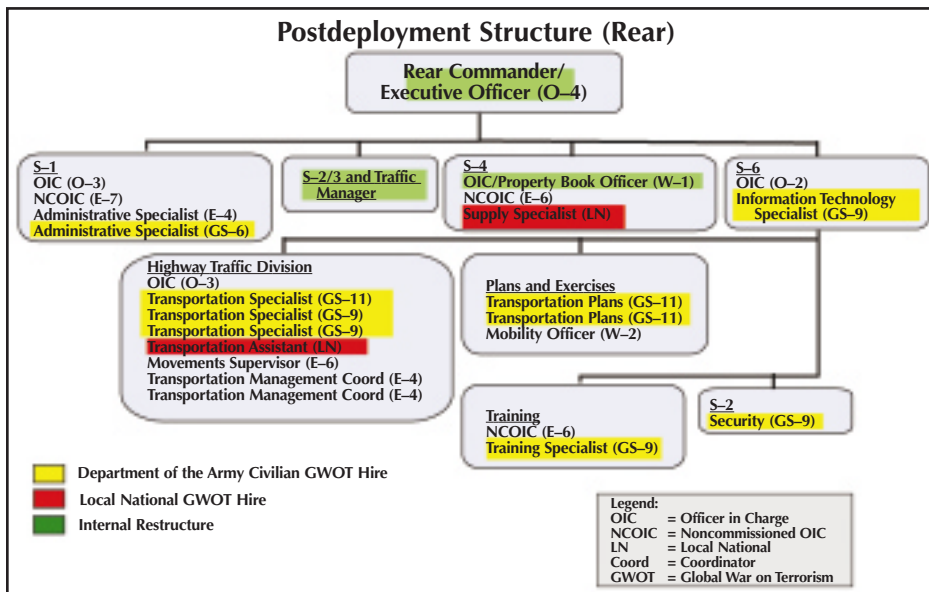 Postdeployment Structure (Rear)
Rear Commander/
Executive Officer (O–4)
S–1
OIC (O–3)
NCOIC (E–7)
Administrative Specialist (E–4)
Administrative Specialist (GS–6)
S–2/3 and Traffic
Manager
S–4
OIC/Property Book Officer (W–1)
NCOIC (E–6)
Supply Specialist (LN)
S–6
OIC (O–2)
Information Technology
Specialist (GS–9)
Highway Traffic Division
OIC (O–3)
Transportation Specialist (GS–11)
Transportation Specialist (GS–9)
Transportation Specialist (GS–9)
Transportation Assistant (LN)
Movements Supervisor (E–6)
Transportation Management Coord (E–4)
Transportation Management Coord (E–4)
Plans and Exercises
Transportation Plans (GS–11)
Transportation Plans (GS–11)
Mobility Officer (W–2)
Training
NCOIC (E–6)
Training Specialist (GS–9)
S–2
Security (GS–9)
Department of the Army Civilian GWOT Hire
Local National GWOT Hire
Internal Restructure
Legend:
OIC = Officer in Charge
NCOIC = Noncommissioned OIC
LN = Local National
Coord = Coordinator
GWOT = Global War on Terrorism